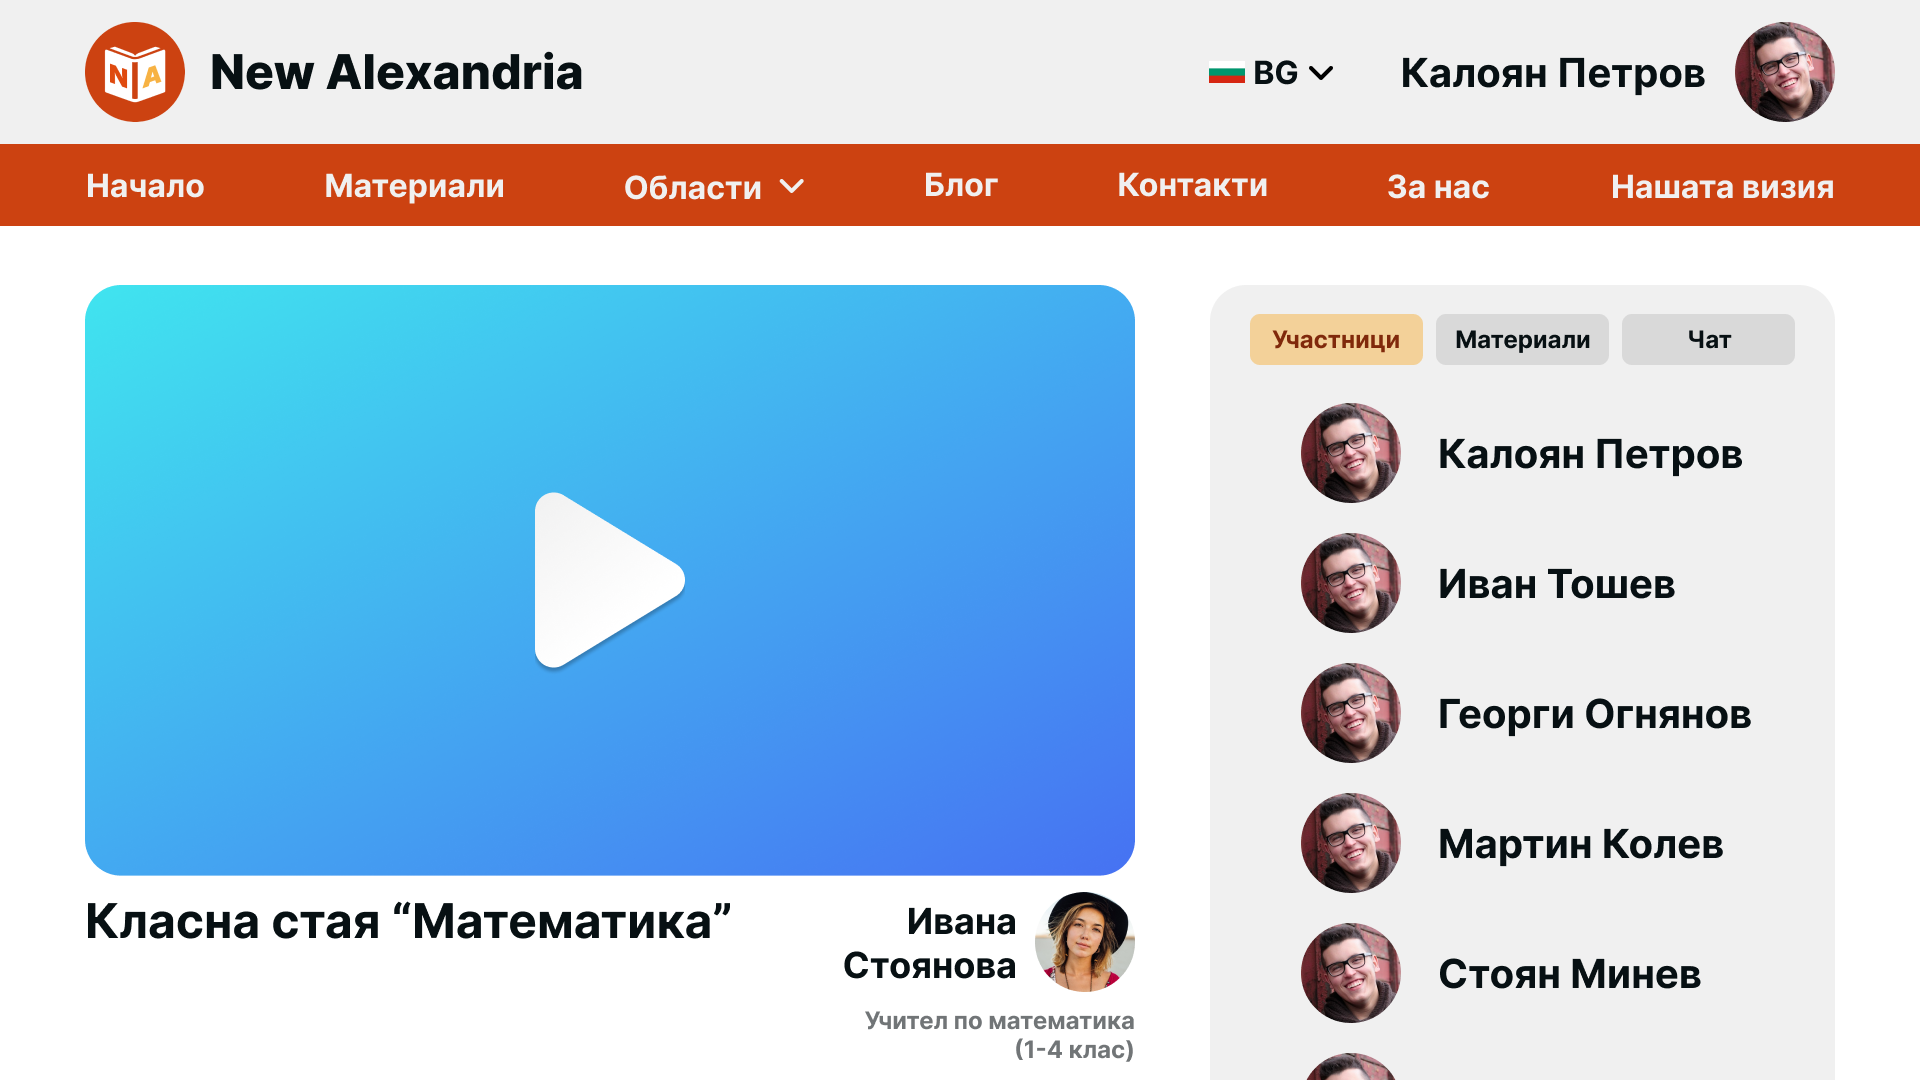 NA
New Alexandria
BG
Калоян Петров
Начало
Материали
Области
Блог
Контакти
За нас
Нашата визия
Класна стая “Математика”
Ивана
Стоянова
Учител по математика
(1-4 клас)
Участници
Материали
Чат
Калоян Петров
Иван Тошев
Георги Огнянов
Мартин Колев
Стоян Минев